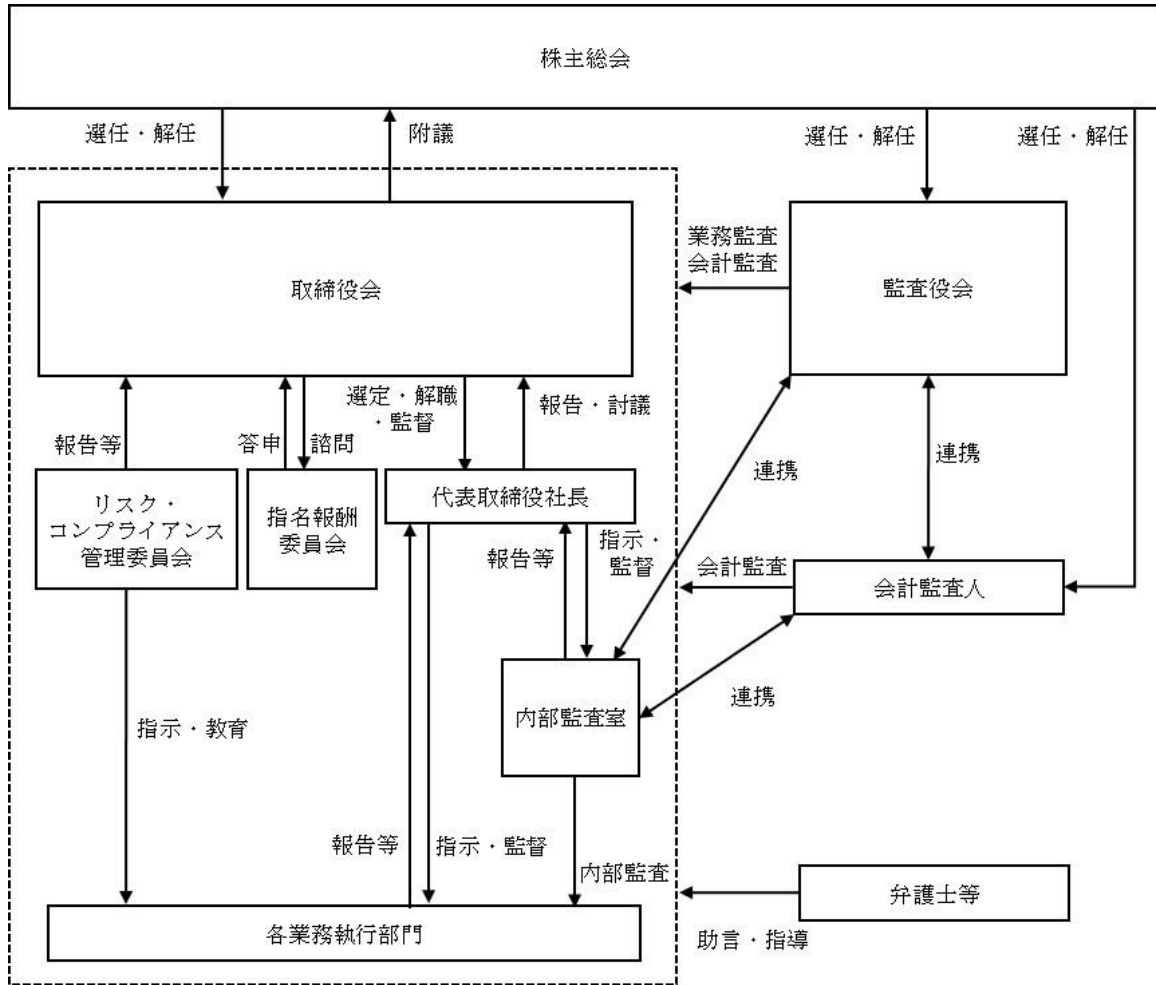 株主総会
選任・解任
附議
選任・解任
選任・解任
取締役会
業務監査
会計監査
監査役会
選定・解職
・監督
報告・討議
報告等
答申
諮問
連携
連携
リスク・
コンプライアンス
管理委員会
指名報酬
委員会
代表取締役社長
報告等
指示・
監督
会計監査
会計監査人
内部監査室
連携
指示・教育
報告等
指示・監督
内部監査
弁護士等
各業務執行部門
助言・指導